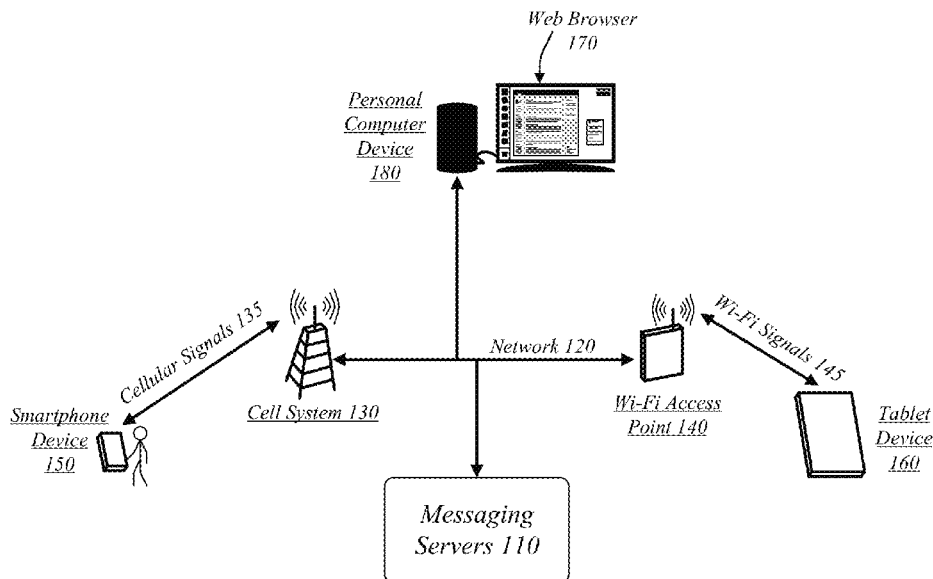 Web Browser
170
Personal
Computer
Device
180
Cellular Signals 135
Wi-Fi Signals 145
Network 120
Cell System 130
Wi-Fi Access
Point 140
Smartphone
Device
150
Tablet
Device
160
Messaging
Servers 110